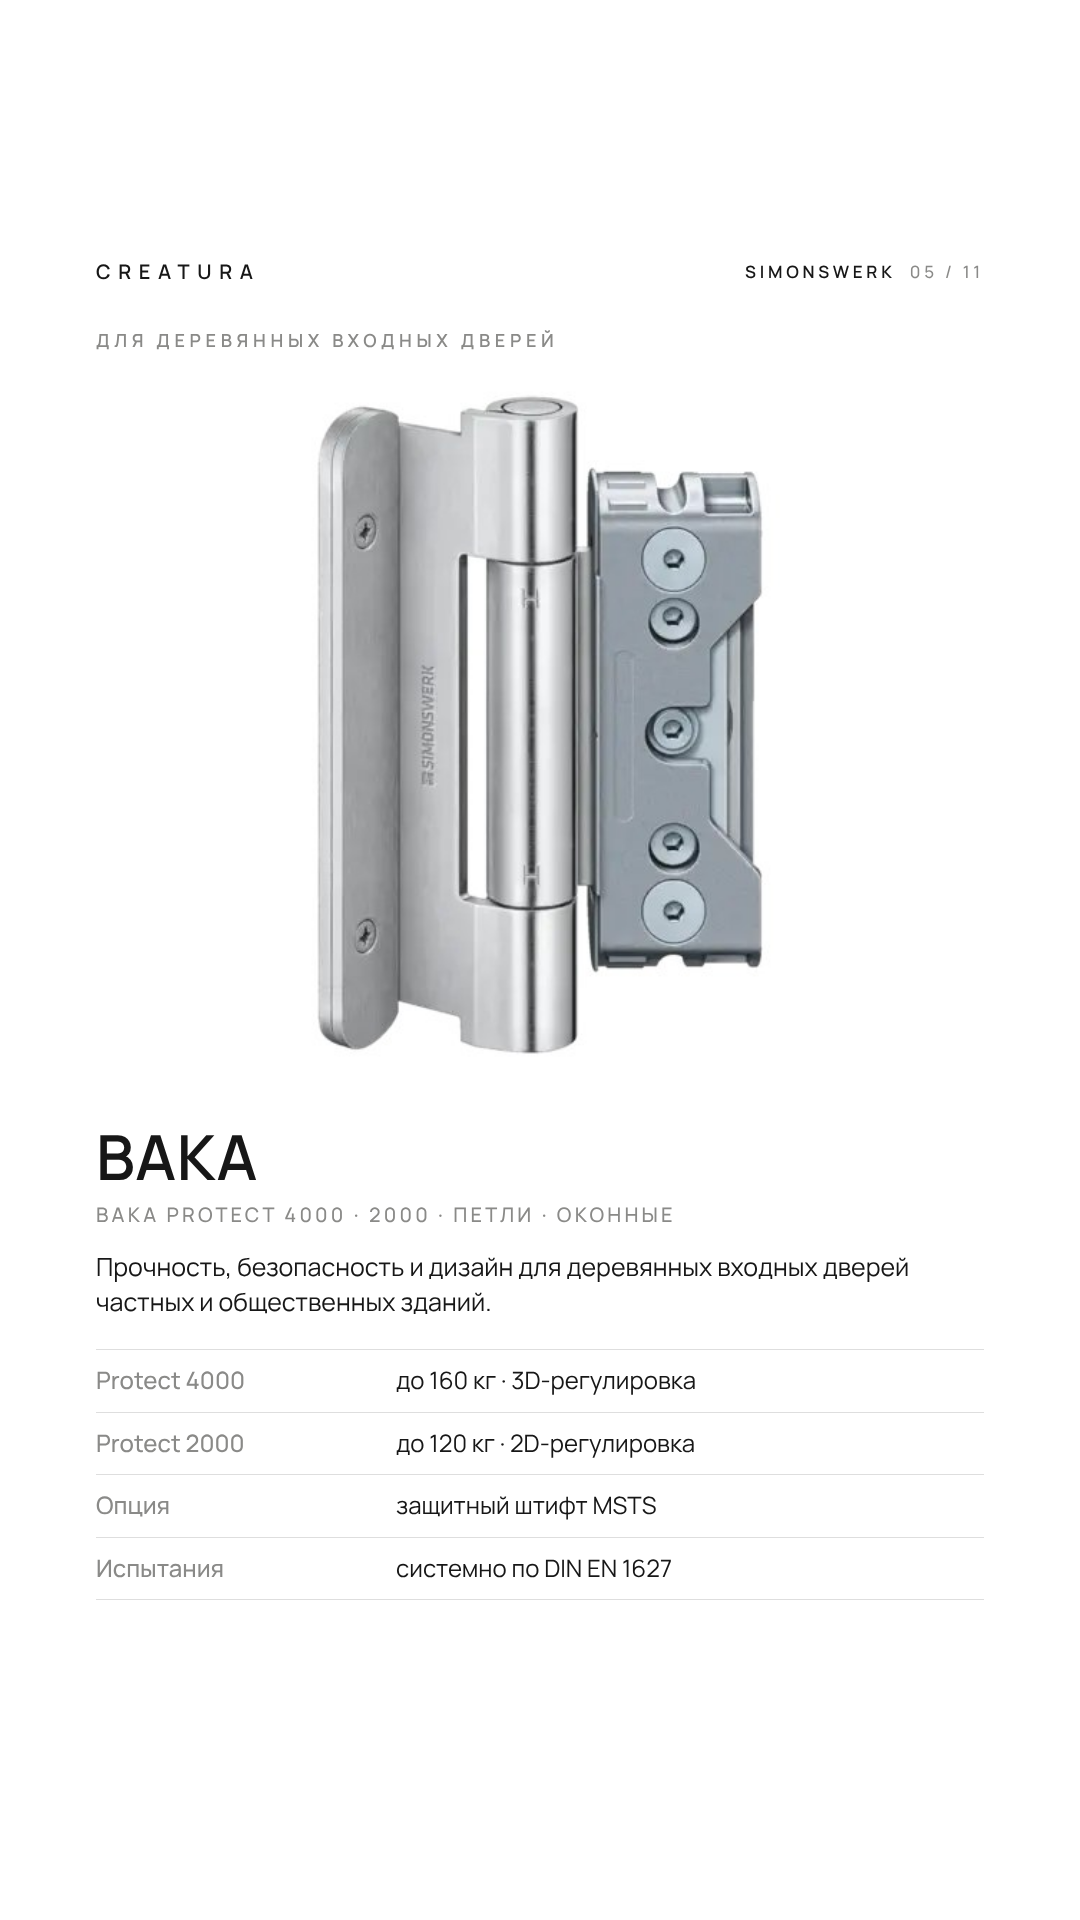 CREATURA
SIMONSWERK 05 / 11
ДЛЯ ДЕРЕВЯННЫХ ВХОДНЫХ ДВЕРЕЙ
SIMONSWERK
BAKA
BAKA PROTECT 4000 · 2000 · ПЕТЛИ · ОКОННЫЕ
Прочность, безопасность и дизайн для деревянных входных дверей
частных и общественных зданий.
Protect 4000 до 160 кг · 3D-регулировка
Protect 2000 до 120 кг · 2D-регулировка
Опция защитный штифт MSTS
Испытания системно по DIN EN 1627